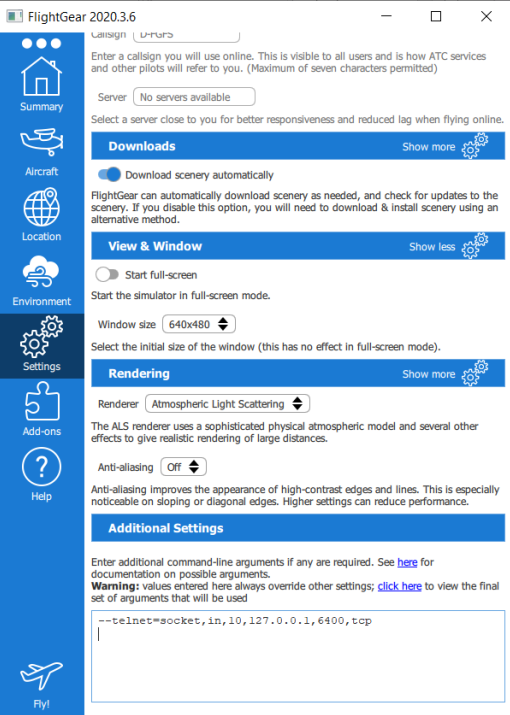 FlightGear 2020.3.6
Callsign D-FGFS
Enter a callsign you will use online. This is visible to all users and is how ATC services
and other pilots will refer to you. (Maximum of seven characters permitted)
Server No servers available
Select a server close to you for better responsiveness and reduced lag when flying online.
Summary
Aircraft
Location
Environment
Settings
Add-ons
Help
Fly!
Downloads Show more
Download scenery automatically
FlightGear can automatically download scenery as needed, and check for updates to the
scenery. If you disable this option, you will need to download & install scenery using an
alternative method.
View & Window Show less
Start full-screen
Start the simulator in full-screen mode.
Window size 640x480
Select the initial size of the window (this has no effect in full-screen mode).
Rendering Show more
Renderer Atmospheric Light Scattering
The ALS renderer uses a sophisticated physical atmospheric model and several other
effects to give realistic rendering of large distances.
Anti-aliasing Off
Anti-aliasing improves the appearance of high-contrast edges and lines. This is especially
noticeable on sloping or diagonal edges. Higher settings can reduce performance.
Additional Settings
Enter additional command-line arguments if any are required. See here for
documentation on possible arguments.
Warning: values entered here always override other settings; click here to view the final
set of arguments that will be used
--telnet=socket,in,10,127.0.0.1,6400,tcp